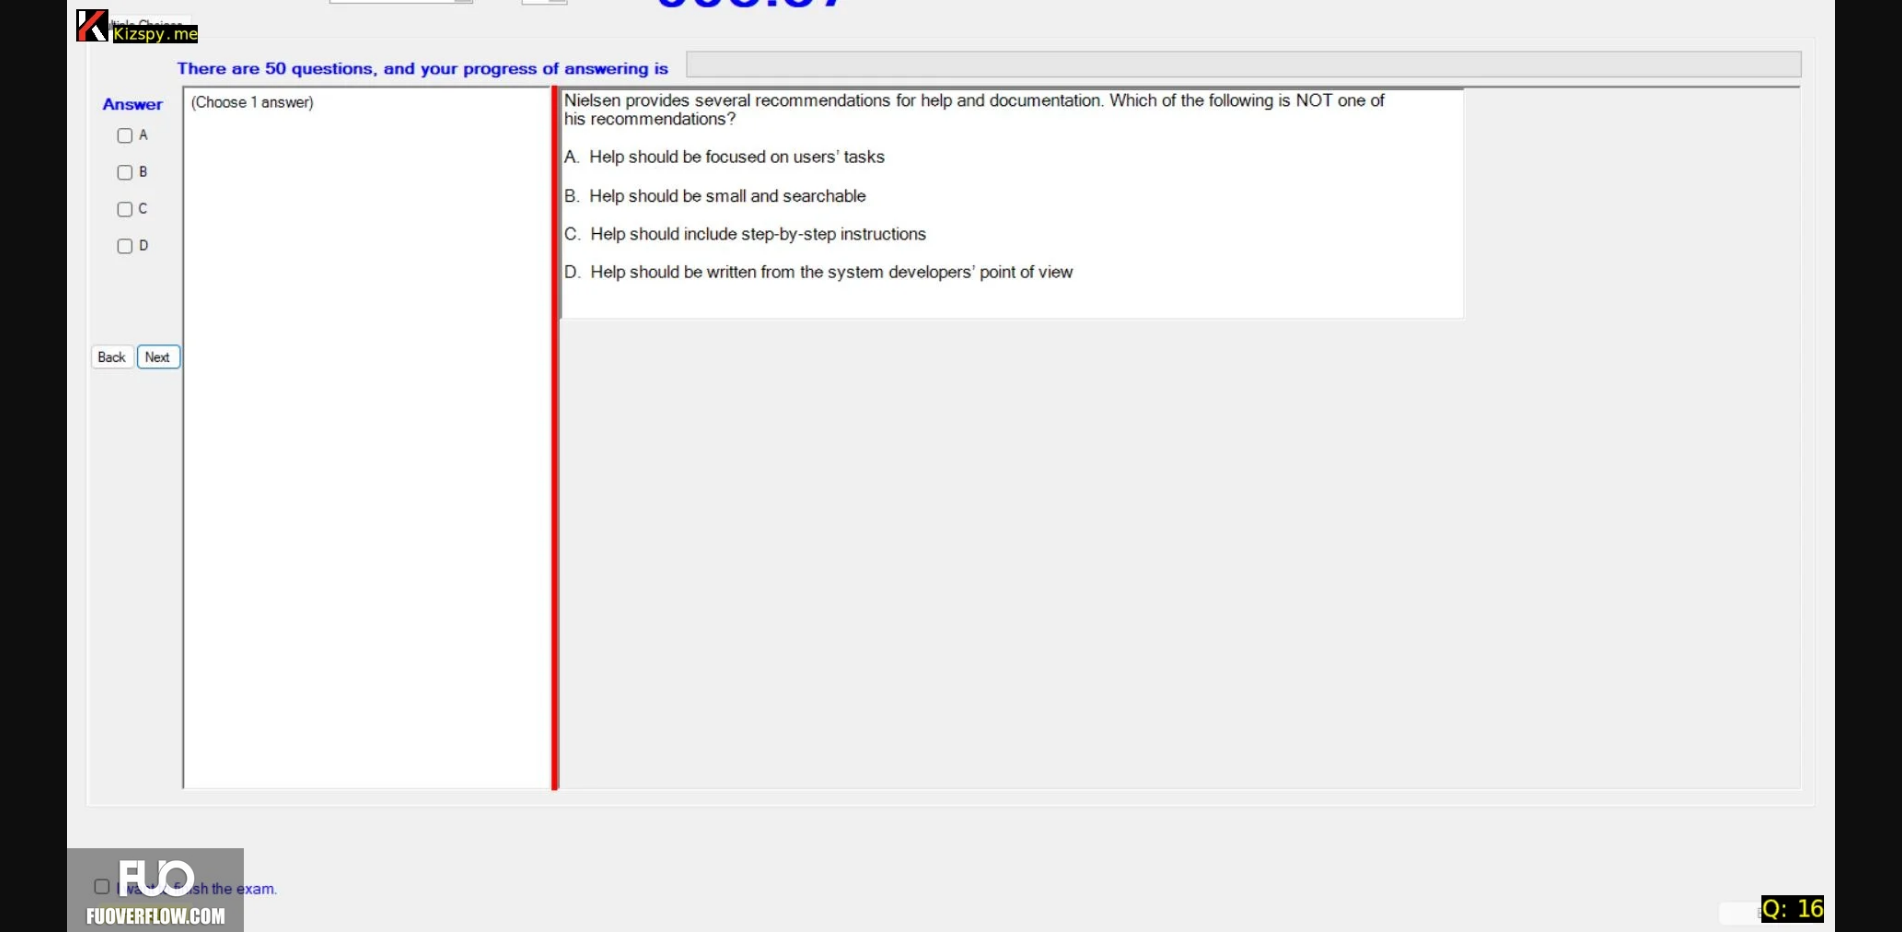 Kizspy.me
There are 50 questions, and your progress of answering is
Answer
(Choose 1 answer)
A
B
C
D
Back
Next
Nielsen provides several recommendations for help and documentation. Which of the following is NOT one of
his recommendations?
A. Help should be focused on users' tasks
B. Help should be small and searchable
C. Help should include step-by-step instructions
D. Help should be written from the system developers' point of view
FUO
sh the exam.
FUOVERFLOW.COM
Q: 16